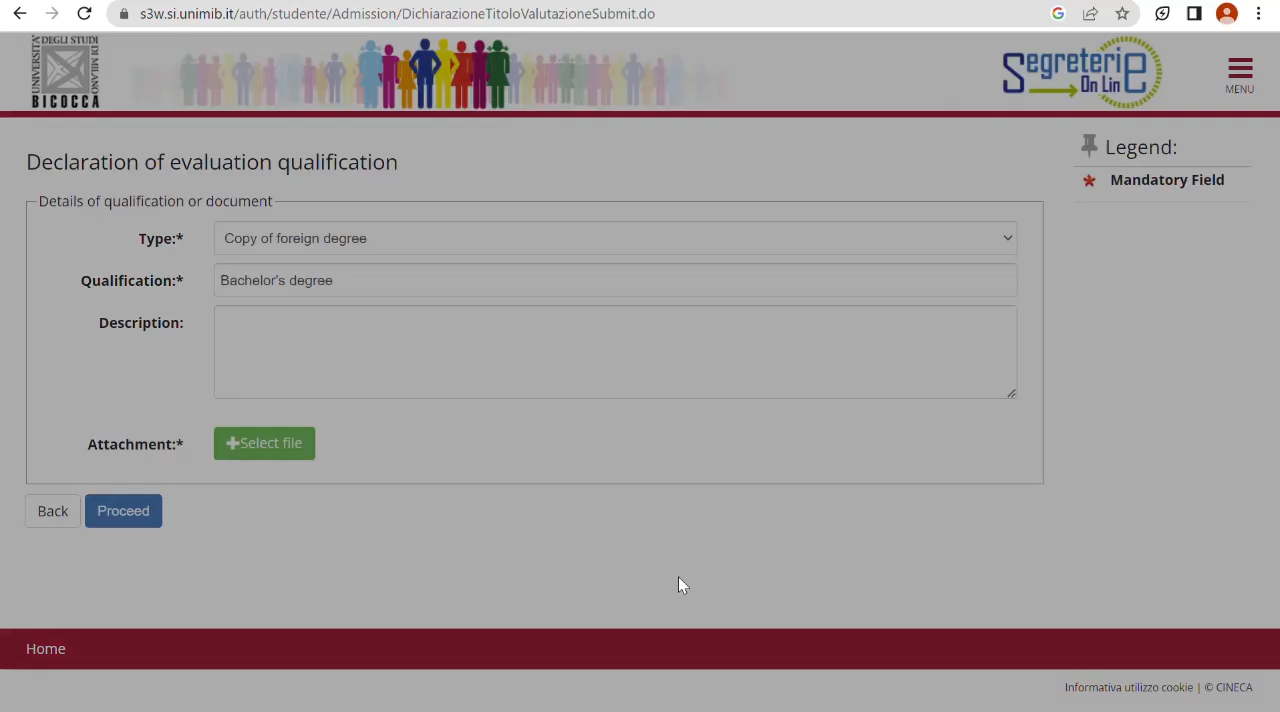 s3w.si.unimib.it/auth/studente/Admission/DichiarazioneTitoloValutazioneSubmit.do
UNIVERSITÀ
DEGLI STUDI
DI MILANO
BICOCCA
Segreterie
On Line
MENU
Declaration of evaluation qualification
Legend:
Mandatory Field
Details of qualification or document
Type:* Copy of foreign degree
Qualification:* Bachelor's degree
Description:
Attachment:* Select file
Back Proceed
Home
Informativa utilizzo cookie | © CINECA